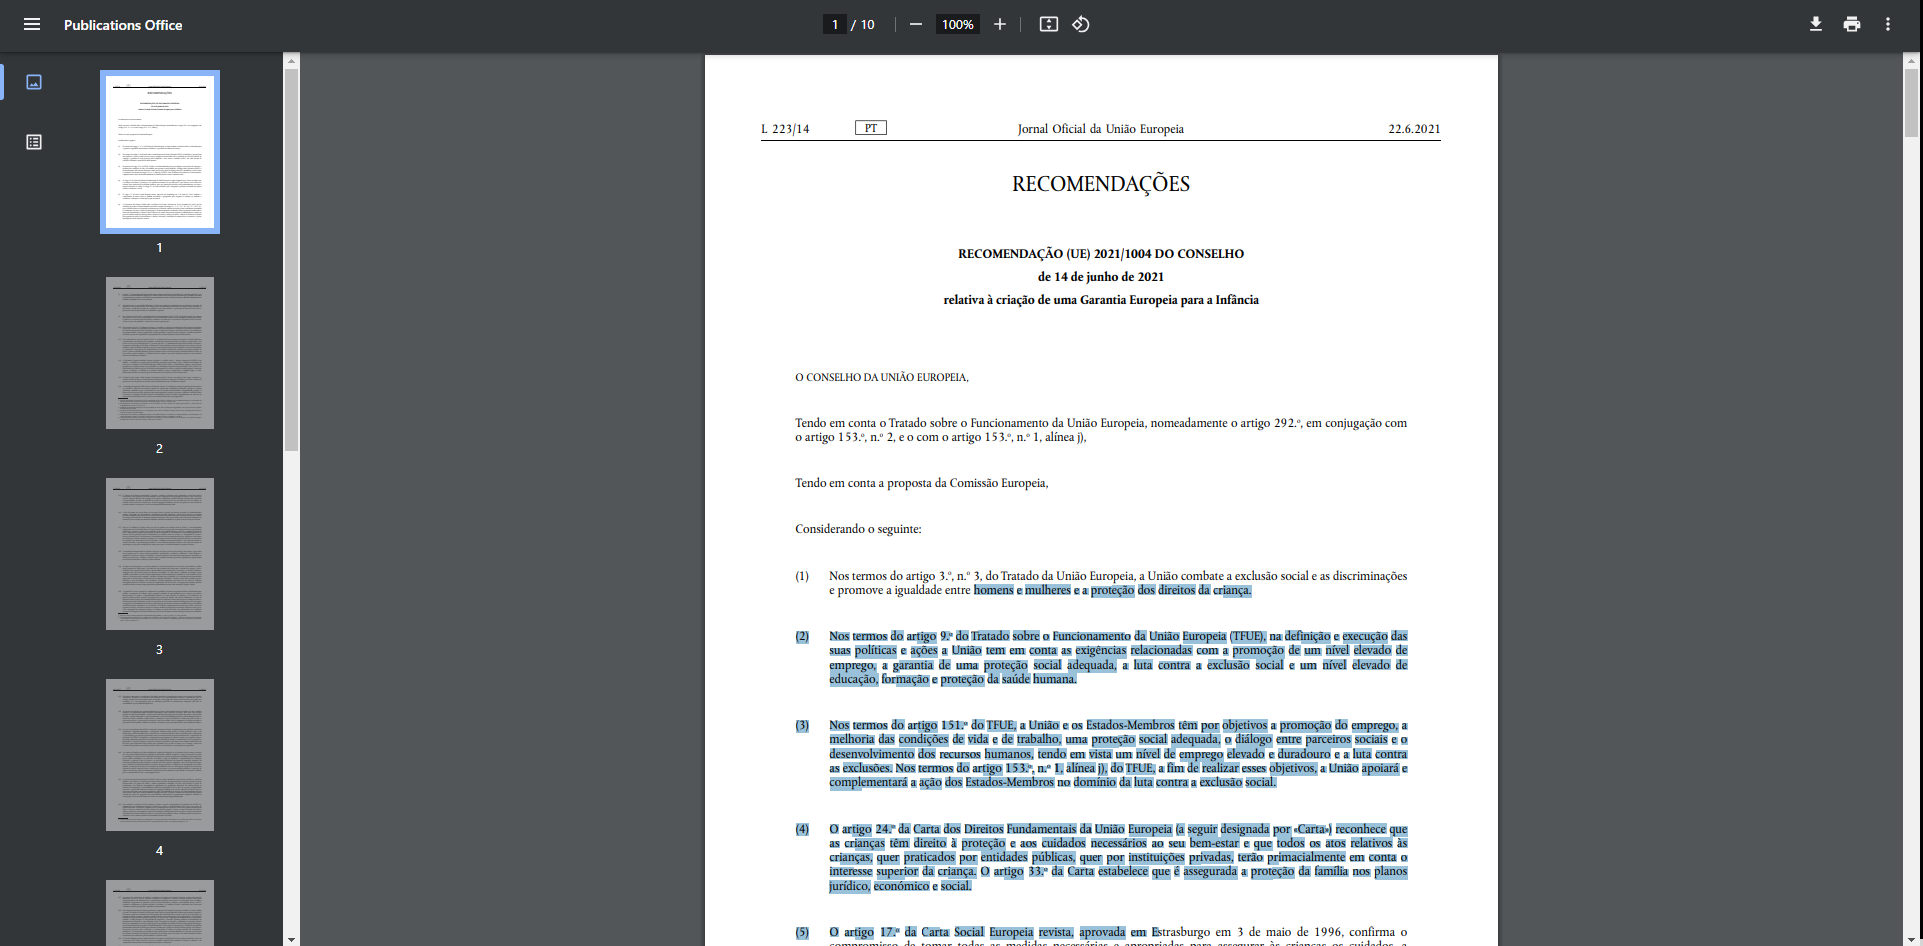 Publications Office
1 / 10
100%
1
2
3
4
L 223/14 PT Jornal Oficial da União Europeia 22.6.2021
RECOMENDAÇÕES
RECOMENDAÇÃO (UE) 2021/1004 DO CONSELHO
de 14 de junho de 2021
relativa à criação de uma Garantia Europeia para a Infância
O CONSELHO DA UNIÃO EUROPEIA,
Tendo em conta o Tratado sobre o Funcionamento da União Europeia, nomeadamente o artigo 292.º, em conjugação com
o artigo 153.º, n.º 2, e o com o artigo 153.º, n.º 1, alínea j),
Tendo em conta a proposta da Comissão Europeia,
Considerando o seguinte:
(1) Nos termos do artigo 3.º, n.º 3, do Tratado da União Europeia, a União combate a exclusão social e as discriminações
e promove a igualdade entre homens e mulheres e a proteção dos direitos da criança.
(2) Nos termos do artigo 9.º do Tratado sobre o Funcionamento da União Europeia (TFUE), na definição e execução das
suas políticas e ações a União tem em conta as exigências relacionadas com a promoção de um nível elevado de
emprego, a garantia de uma proteção social adequada, a luta contra a exclusão social e um nível elevado de
educação, formação e proteção da saúde humana.
(3) Nos termos do artigo 151.º do TFUE, a União e os Estados-Membros têm por objetivos a promoção do emprego, a
melhoria das condições de vida e de trabalho, uma proteção social adequada, o diálogo entre parceiros sociais e o
desenvolvimento dos recursos humanos, tendo em vista um nível de emprego elevado e duradouro e a luta contra
as exclusões. Nos termos do artigo 153.º, n.º 1, alínea j), do TFUE, a fim de realizar esses objetivos, a União apoiará e
complementará a ação dos Estados-Membros no domínio da luta contra a exclusão social.
(4) O artigo 24.º da Carta dos Direitos Fundamentais da União Europeia (a seguir designada por «Carta») reconhece que
as crianças têm direito à proteção e aos cuidados necessários ao seu bem-estar e que todos os atos relativos às
crianças, quer praticados por entidades públicas, quer por instituições privadas, terão primacialmente em conta o
interesse superior da criança. O artigo 33.º da Carta estabelece que é assegurada a proteção da família nos planos
jurídico, económico e social.
(5) O artigo 17.º da Carta Social Europeia revista, aprovada em Estrasburgo em 3 de maio de 1996, confirma o
compromisso de tomar todas as medidas necessárias e apropriadas para assegurar às crianças os cuidados, a